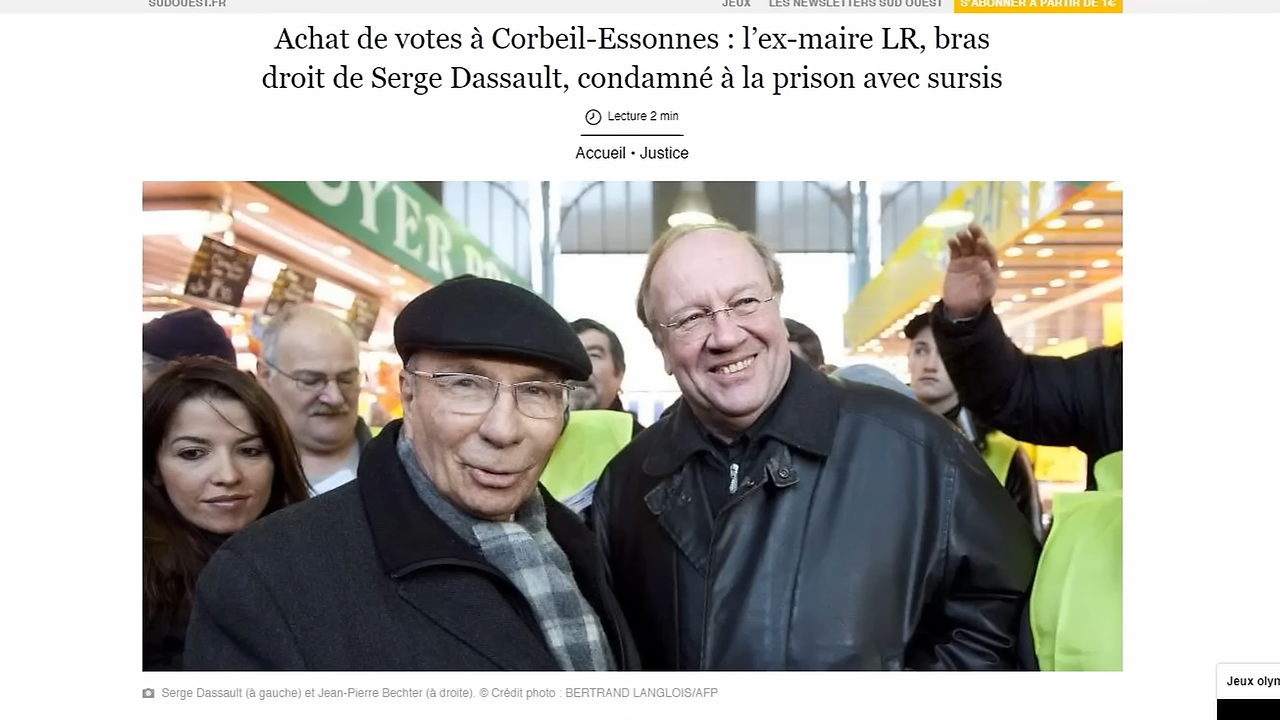 SUDOUEST.FR
JEUX LES NEWSLETTERS SUD OUEST S'ABONNER À PARTIR DE 1€
Achat de votes à Corbeil-Essonnes : l’ex-maire LR, bras
droit de Serge Dassault, condamné à la prison avec sursis
Lecture 2 min
Accueil • Justice
YER
Serge Dassault (à gauche) et Jean-Pierre Bechter (à droite). © Crédit photo : BERTRAND LANGLOIS/AFP
Jeux olym